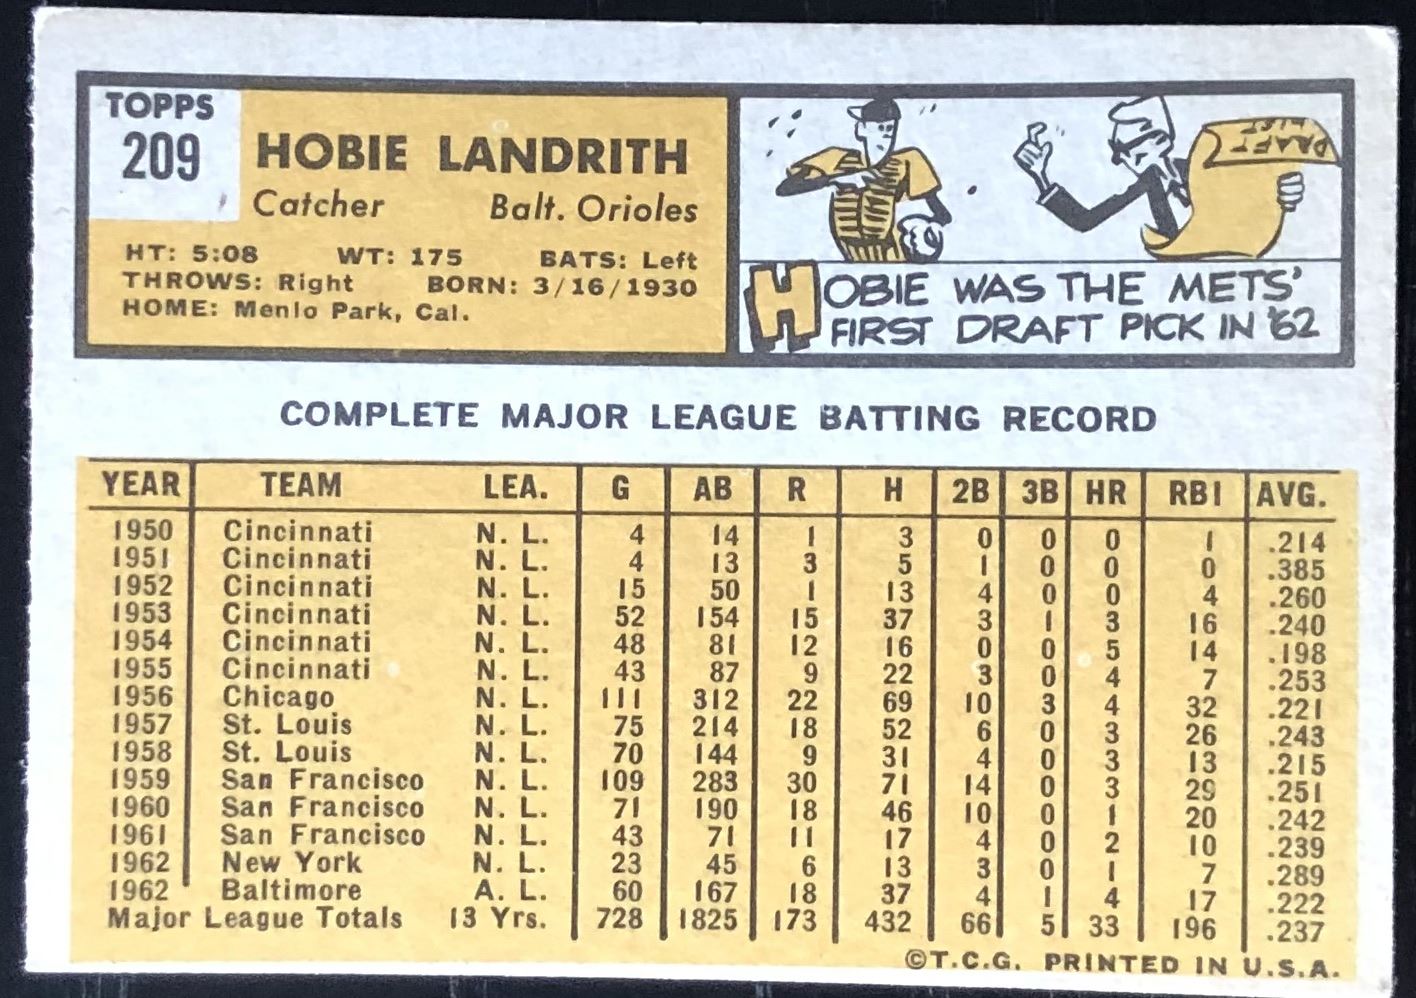 TOPPS
209
HOBIE LANDRITH
Catcher Balt. Orioles
HT: 5:08 WT: 175 BATS: Left
THROWS: Right BORN: 3/16/1930
HOME: Menlo Park, Cal.
DRAFT LIST
HOBIE WAS THE METS'
FIRST DRAFT PICK IN '62
COMPLETE MAJOR LEAGUE BATTING RECORD
YEAR TEAM LEA. G AB R H 2B 3B HR RBI AVG.
1950 Cincinnati N. L. 4 14 1 3 0 0 0 1 .214
1951 Cincinnati N. L. 4 13 3 5 1 0 0 0 .385
1952 Cincinnati N. L. 15 50 1 13 4 0 0 4 .260
1953 Cincinnati N. L. 52 154 15 37 3 1 3 16 .240
1954 Cincinnati N. L. 48 81 12 16 0 0 5 14 .198
1955 Cincinnati N. L. 43 87 9 22 3 0 4 7 .253
1956 Chicago N. L. 111 312 22 69 10 3 4 32 .221
1957 St. Louis N. L. 75 214 18 52 6 0 3 26 .243
1958 St. Louis N. L. 70 144 9 31 4 0 3 13 .215
1959 San Francisco N. L. 109 283 30 71 14 0 3 29 .251
1960 San Francisco N. L. 71 190 18 46 10 0 1 20 .242
1961 San Francisco N. L. 43 71 11 17 4 0 2 10 .239
1962 New York N. L. 23 45 6 13 3 0 1 7 .289
1962 Baltimore A. L. 60 167 18 37 4 1 4 17 .222
Major League Totals 13 Yrs. 728 1825 173 432 66 5 33 196 .237
©T.C.G. PRINTED IN U.S.A.